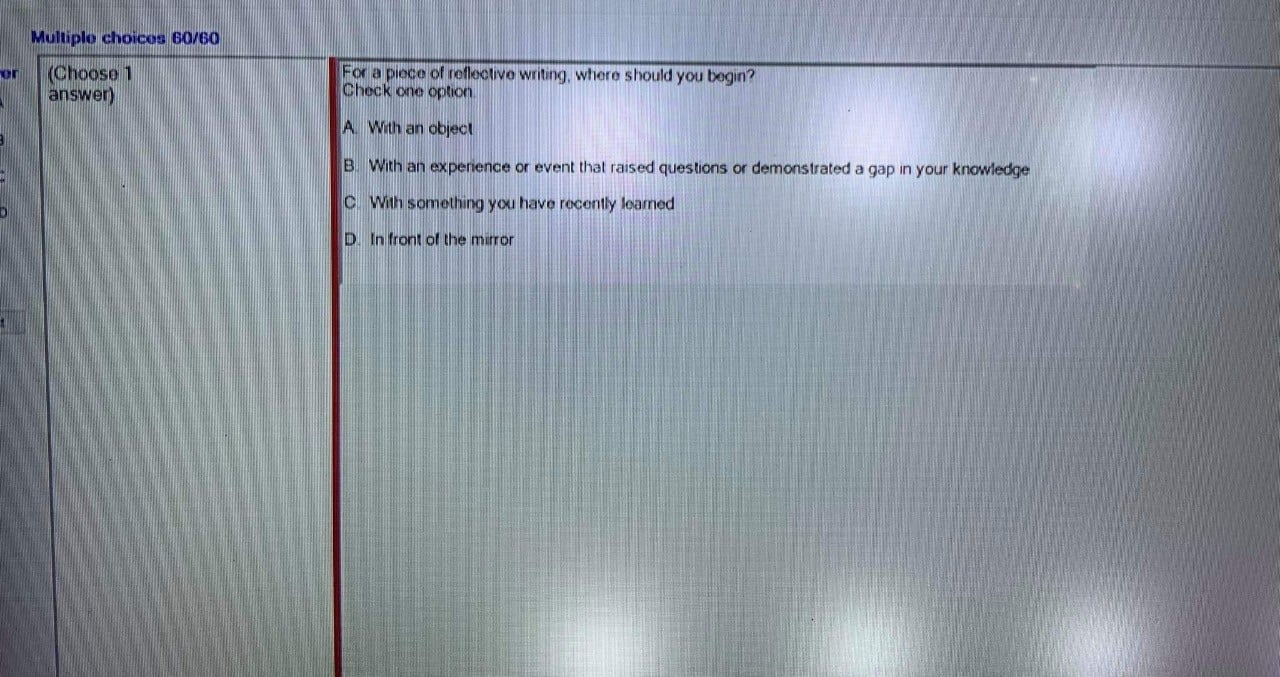 Multiple choices 60/60
(Choose 1
answer)
For a piece of reflective writing, where should you begin?
Check one option.
A. With an object
B. With an experience or event that raised questions or demonstrated a gap in your knowledge
C. With something you have recently learned
D. In front of the mirror